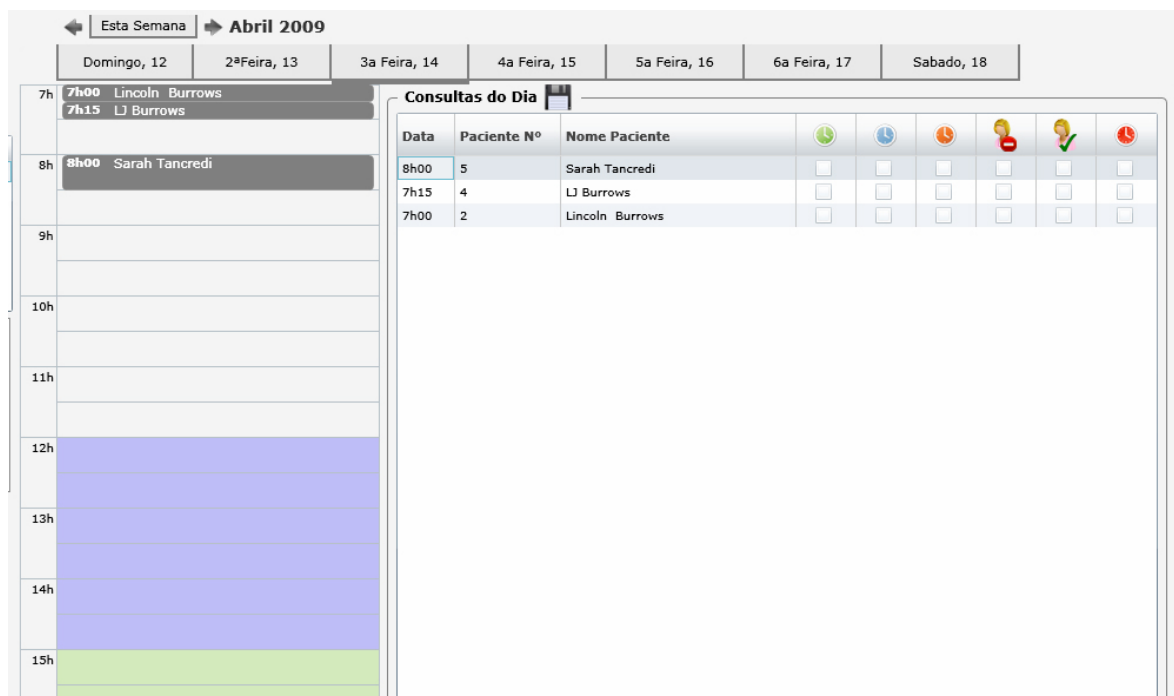 Esta Semana Abril 2009
Domingo, 12 2ªFeira, 13 3a Feira, 14 4a Feira, 15 5a Feira, 16 6a Feira, 17 Sabado, 18
7h 7h00 Lincoln Burrows
7h15 LJ Burrows
8h 8h00 Sarah Tancredi
9h
10h
11h
12h
13h
14h
15h
Consultas do Dia
Data Paciente Nº Nome Paciente
8h00 5 Sarah Tancredi
7h15 4 LJ Burrows
7h00 2 Lincoln Burrows